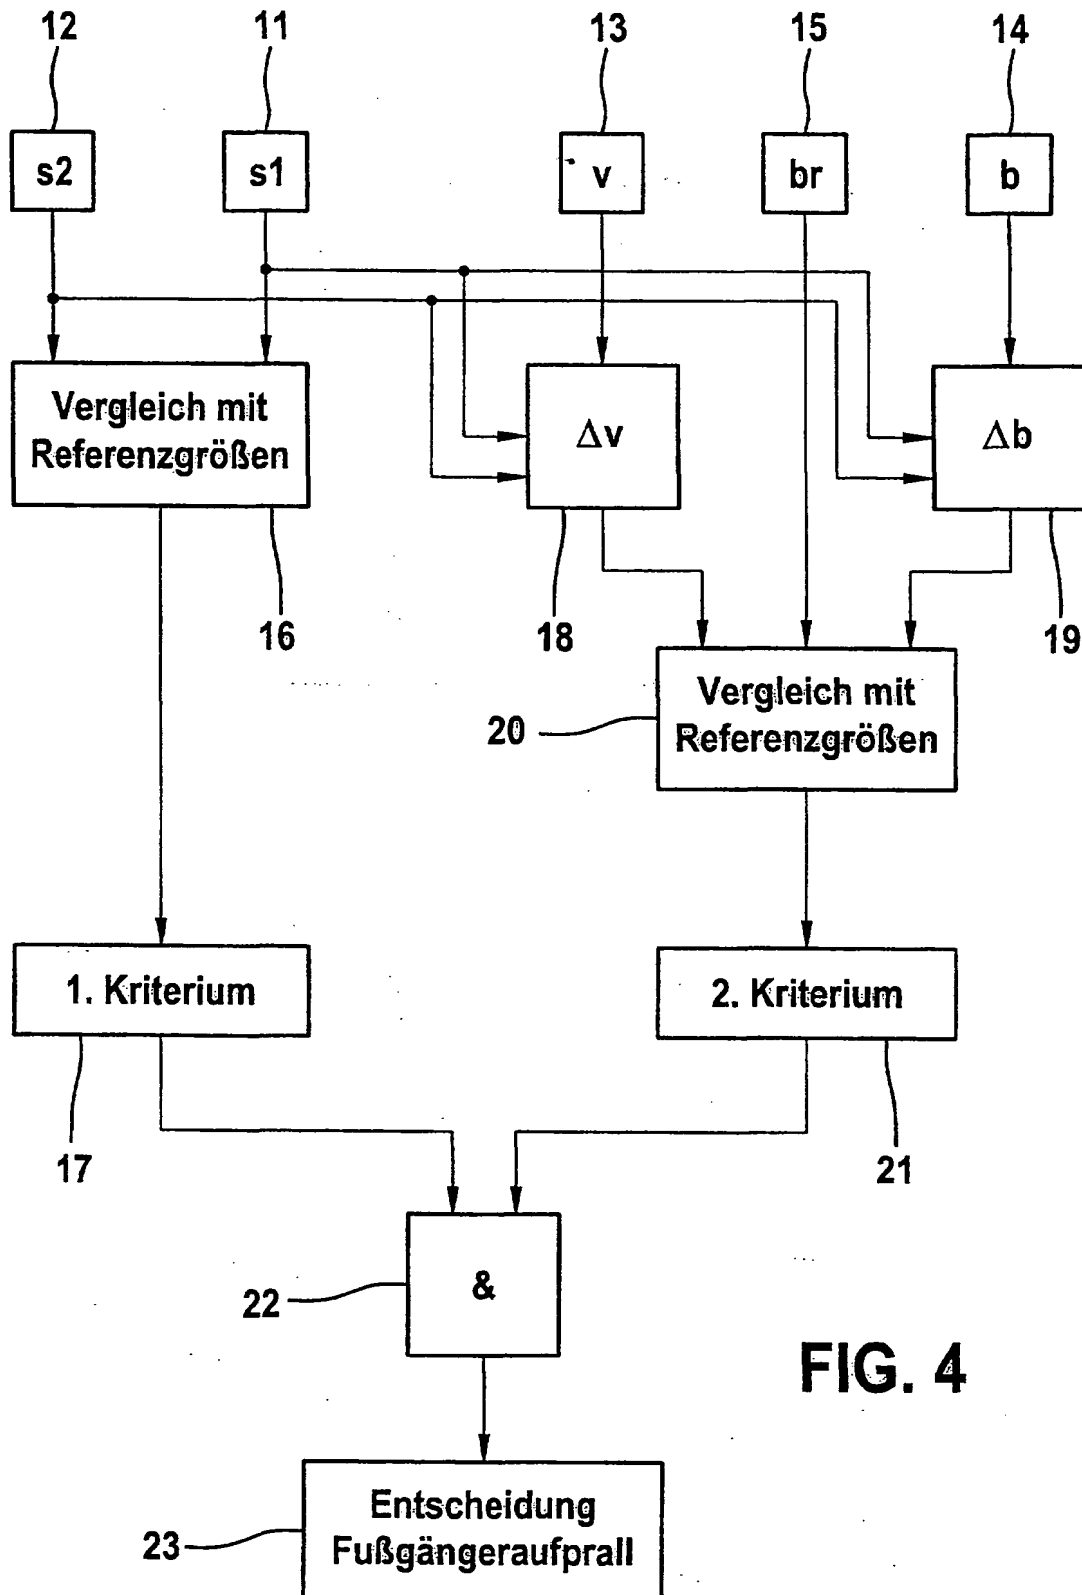 12 11 13 15 14
s2 s1 v br b
Vergleich mit
Referenzgrößen
Δv
Δb
16
18
19
Vergleich mit
Referenzgrößen
20
1. Kriterium
2. Kriterium
17
21
&
22
FIG. 4
Entscheidung
Fußgängeraufprall
23